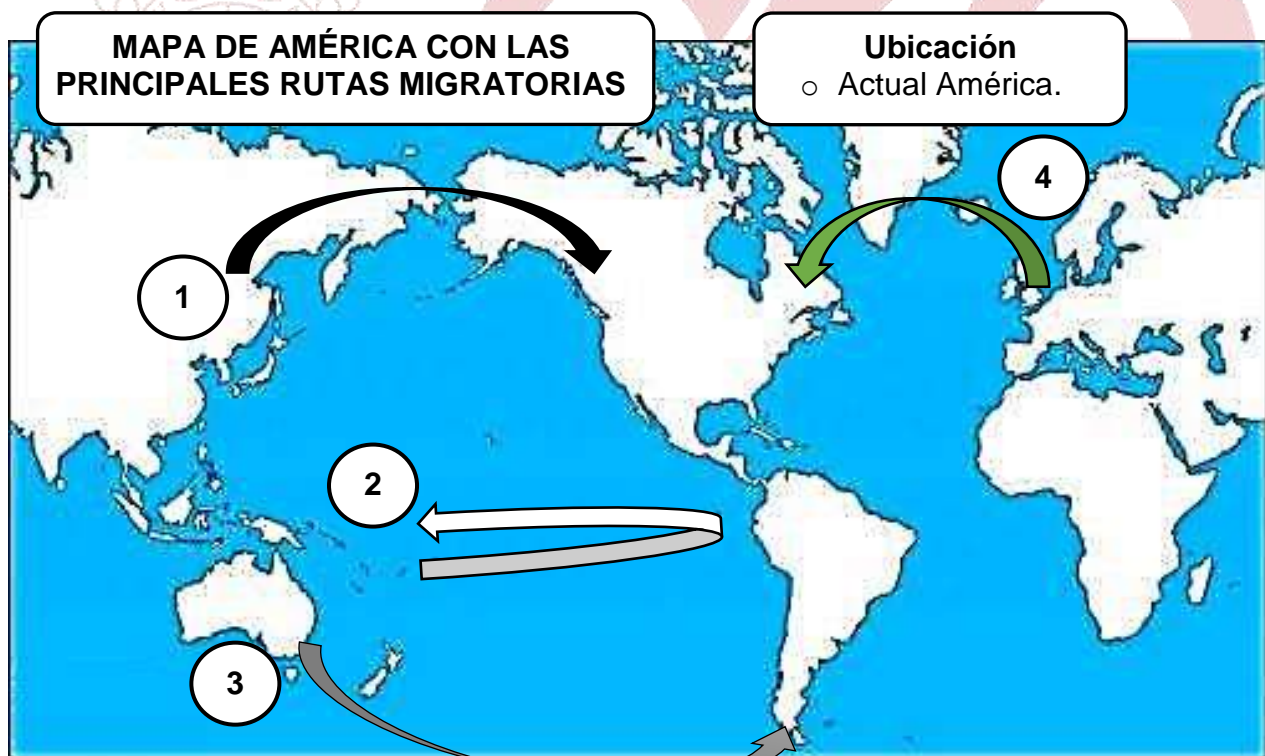 MAPA DE AMÉRICA CON LAS
PRINCIPALES RUTAS MIGRATORIAS
Ubicación
○ Actual América.
4
1
2
3